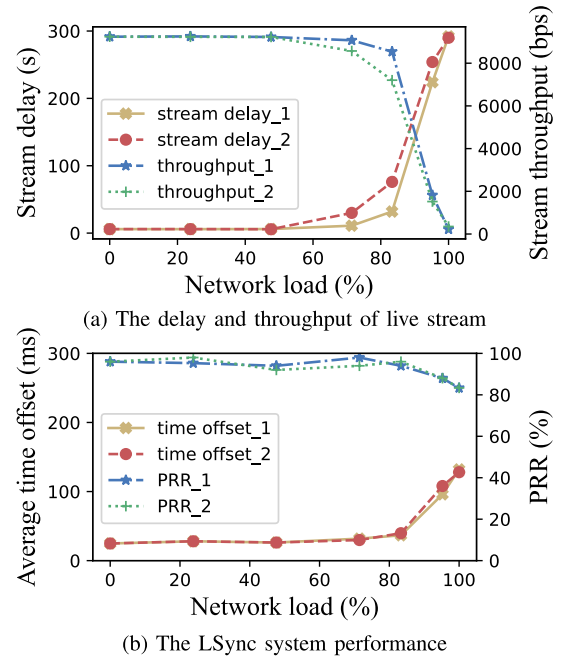 Stream delay (s)
300
200
100
0
stream delay_1
stream delay_2
throughput_1
throughput_2
8000
6000
4000
2000
0
Stream throughput (bps)
0 20 40 60 80 100
Network load (%)
(a) The delay and throughput of live stream
Average time offset (ms)
300
200
100
0
time offset_1
time offset_2
PRR_1
PRR_2
100
80
60
40
20
0
PRR (%)
0 20 40 60 80 100
Network load (%)
(b) The LSync system performance